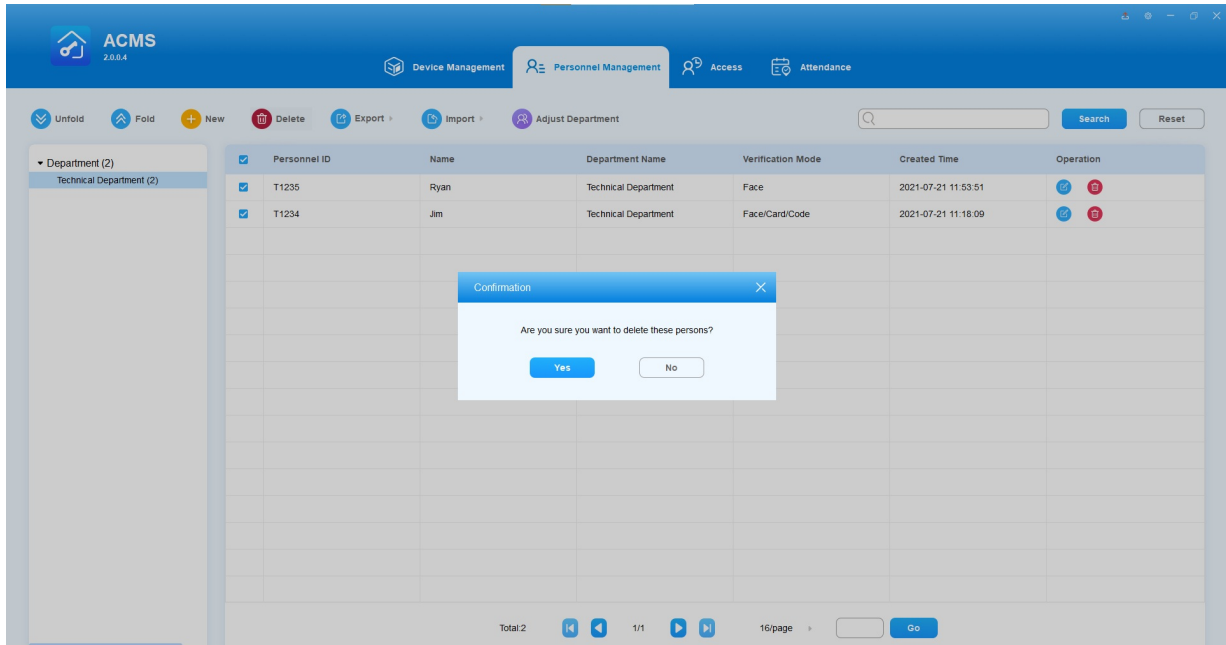 ACMS
2.0.0.4
Device Management Personnel Management Access Attendance
Unfold Fold New Delete Export Import Adjust Department Search Reset
Department (2)
Technical Department (2)
Personnel ID Name Department Name Verification Mode Created Time Operation
T1235 Ryan Technical Department Face 2021-07-21 11:53:51
T1234 Jim Technical Department Face/Card/Code 2021-07-21 11:18:09
Confirmation
Are you sure you want to delete these persons?
Yes No
Total:2 1/1 16/page Go